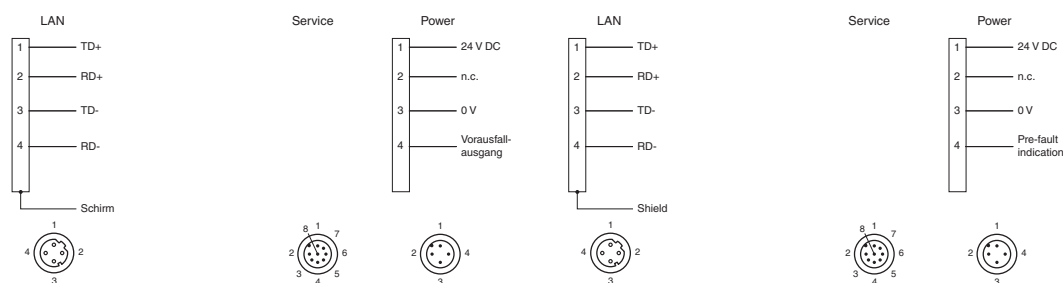 LAN
1 TD+
2 RD+
3 TD-
4 RD-
Schirm
1
4 2
3
Service
8 1 7
2 6
3 4 5
Power
1 24 V DC
2 n.c.
3 0 V
4 Vorausfall-
ausgang
1
2 4
3
LAN
1 TD+
2 RD+
3 TD-
4 RD-
Shield
1
4 2
3
Service
8 1 7
2 6
3 4 5
Power
1 24 V DC
2 n.c.
3 0 V
4 Pre-fault
indication
1
2 4
3